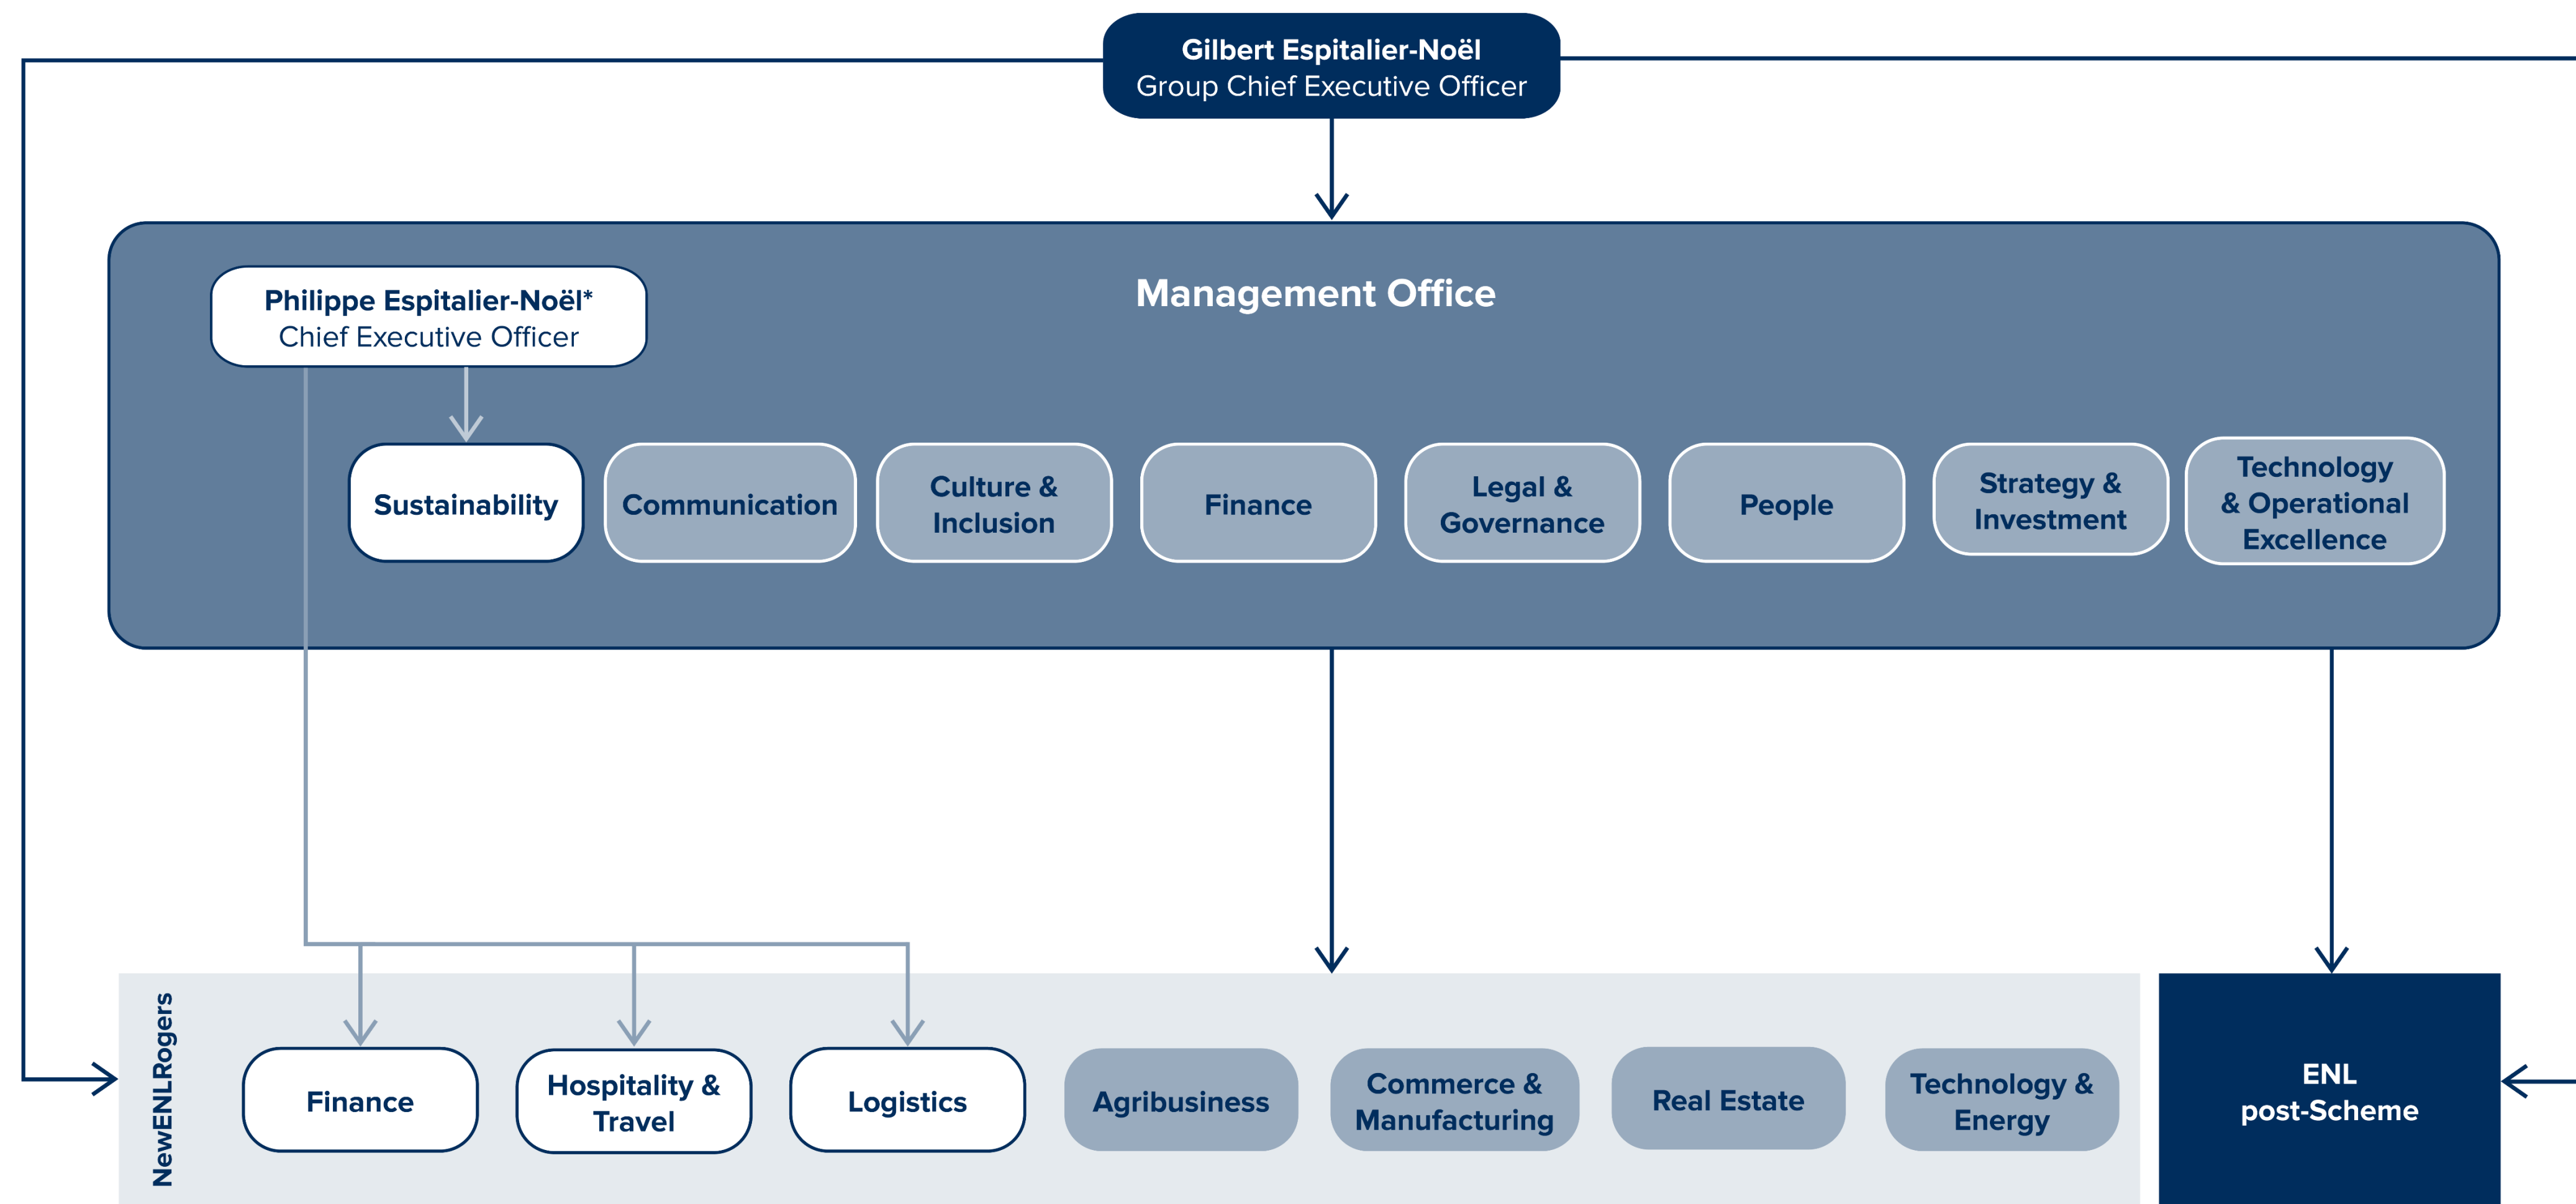 Gilbert Espitalier-Noël
Group Chief Executive Officer
Management Office
Philippe Espitalier-Noël*
Chief Executive Officer
Sustainability
Communication
Culture &
Inclusion
Finance
Legal &
Governance
People
Strategy &
Investment
Technology
& Operational
Excellence
NewENLRogers
Finance
Hospitality &
Travel
Logistics
Agribusiness
Commerce &
Manufacturing
Real Estate
Technology &
Energy
ENL
post-Scheme